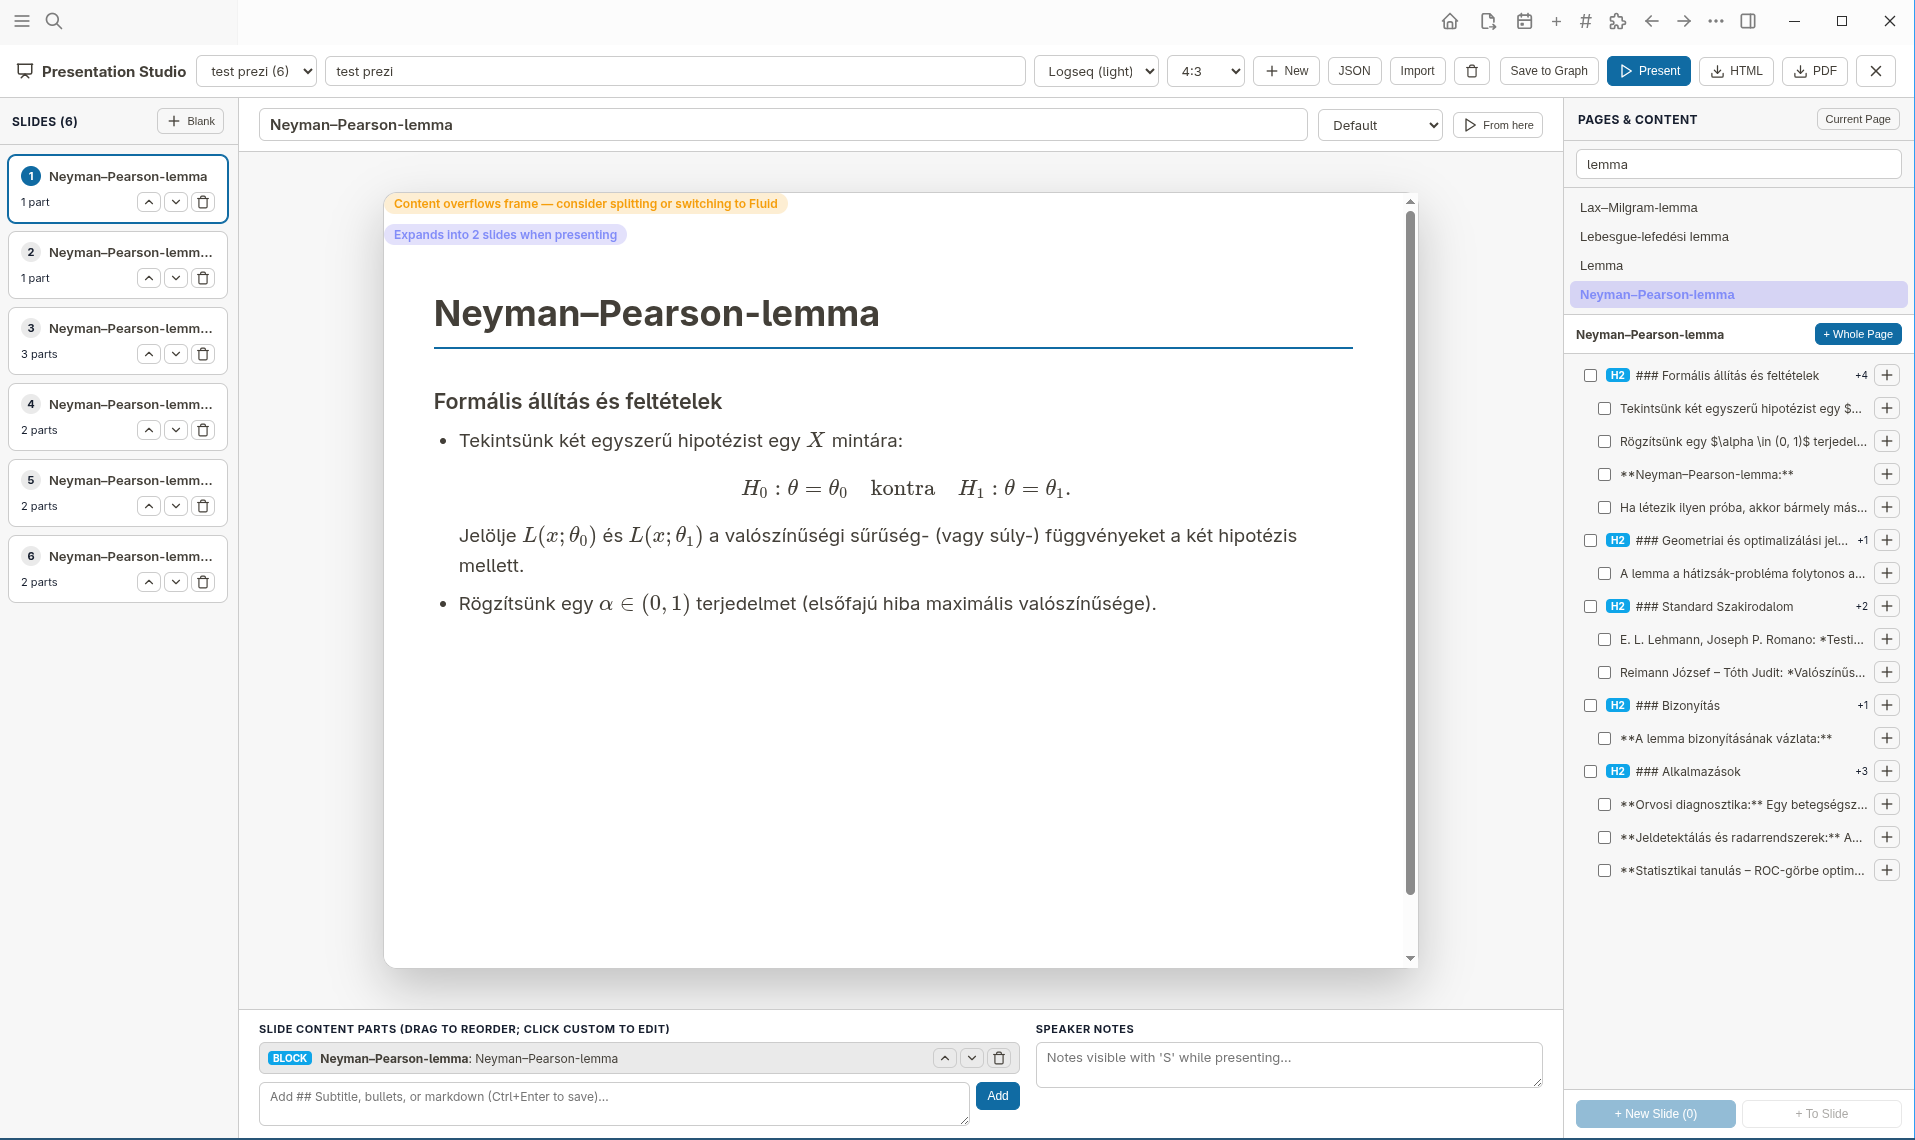 Presentation Studio
test prezi (6)
test prezi
Logseq (light)
4:3
New
JSON
Import
Save to Graph
Present
HTML
PDF
SLIDES (6)
Blank
1 Neyman–Pearson-lemma
1 part
2 Neyman–Pearson-lemm...
1 part
3 Neyman–Pearson-lemm...
3 parts
4 Neyman–Pearson-lemm...
2 parts
5 Neyman–Pearson-lemm...
2 parts
6 Neyman–Pearson-lemm...
2 parts
Neyman–Pearson-lemma
Default
From here
Content overflows frame — consider splitting or switching to Fluid
Expands into 2 slides when presenting
Neyman–Pearson-lemma
Formális állítás és feltételek
• Tekintsünk két egyszerű hipotézist egy X mintára:
H₀ : θ = θ₀ kontra H₁ : θ = θ₁.
Jelölje L(x; θ₀) és L(x; θ₁) a valószínűségi sűrűség- (vagy súly-) függvényeket a két hipotézis
mellett.
• Rögzítsünk egy α ∈ (0, 1) terjedelmet (elsőfajú hiba maximális valószínűsége).
SLIDE CONTENT PARTS (DRAG TO REORDER; CLICK CUSTOM TO EDIT)
BLOCK Neyman–Pearson-lemma: Neyman–Pearson-lemma
Add ## Subtitle, bullets, or markdown (Ctrl+Enter to save)...
Add
SPEAKER NOTES
Notes visible with 'S' while presenting...
PAGES & CONTENT
Current Page
lemma
Lax–Milgram-lemma
Lebesgue-lefedési lemma
Lemma
Neyman–Pearson-lemma
Neyman–Pearson-lemma
+ Whole Page
H2 ### Formális állítás és feltételek +4
Tekintsünk két egyszerű hipotézist egy $...
Rögzítsünk egy $\alpha \in (0, 1)$ terjedel...
**Neyman–Pearson-lemma:**
Ha létezik ilyen próba, akkor bármely más...
H2 ### Geometriai és optimalizálási jel... +1
A lemma a hátizsák-probléma folytonos a...
H2 ### Standard Szakirodalom +2
E. L. Lehmann, Joseph P. Romano: *Testi...
Reimann József – Tóth Judit: *Valószínűs...
H2 ### Bizonyítás +1
**A lemma bizonyításának vázlata:**
H2 ### Alkalmazások +3
**Orvosi diagnosztika:** Egy betegségsz...
**Jeldetektálás és radarrendszerek:** A...
**Statisztikai tanulás – ROC-görbe optim...
+ New Slide (0)
+ To Slide